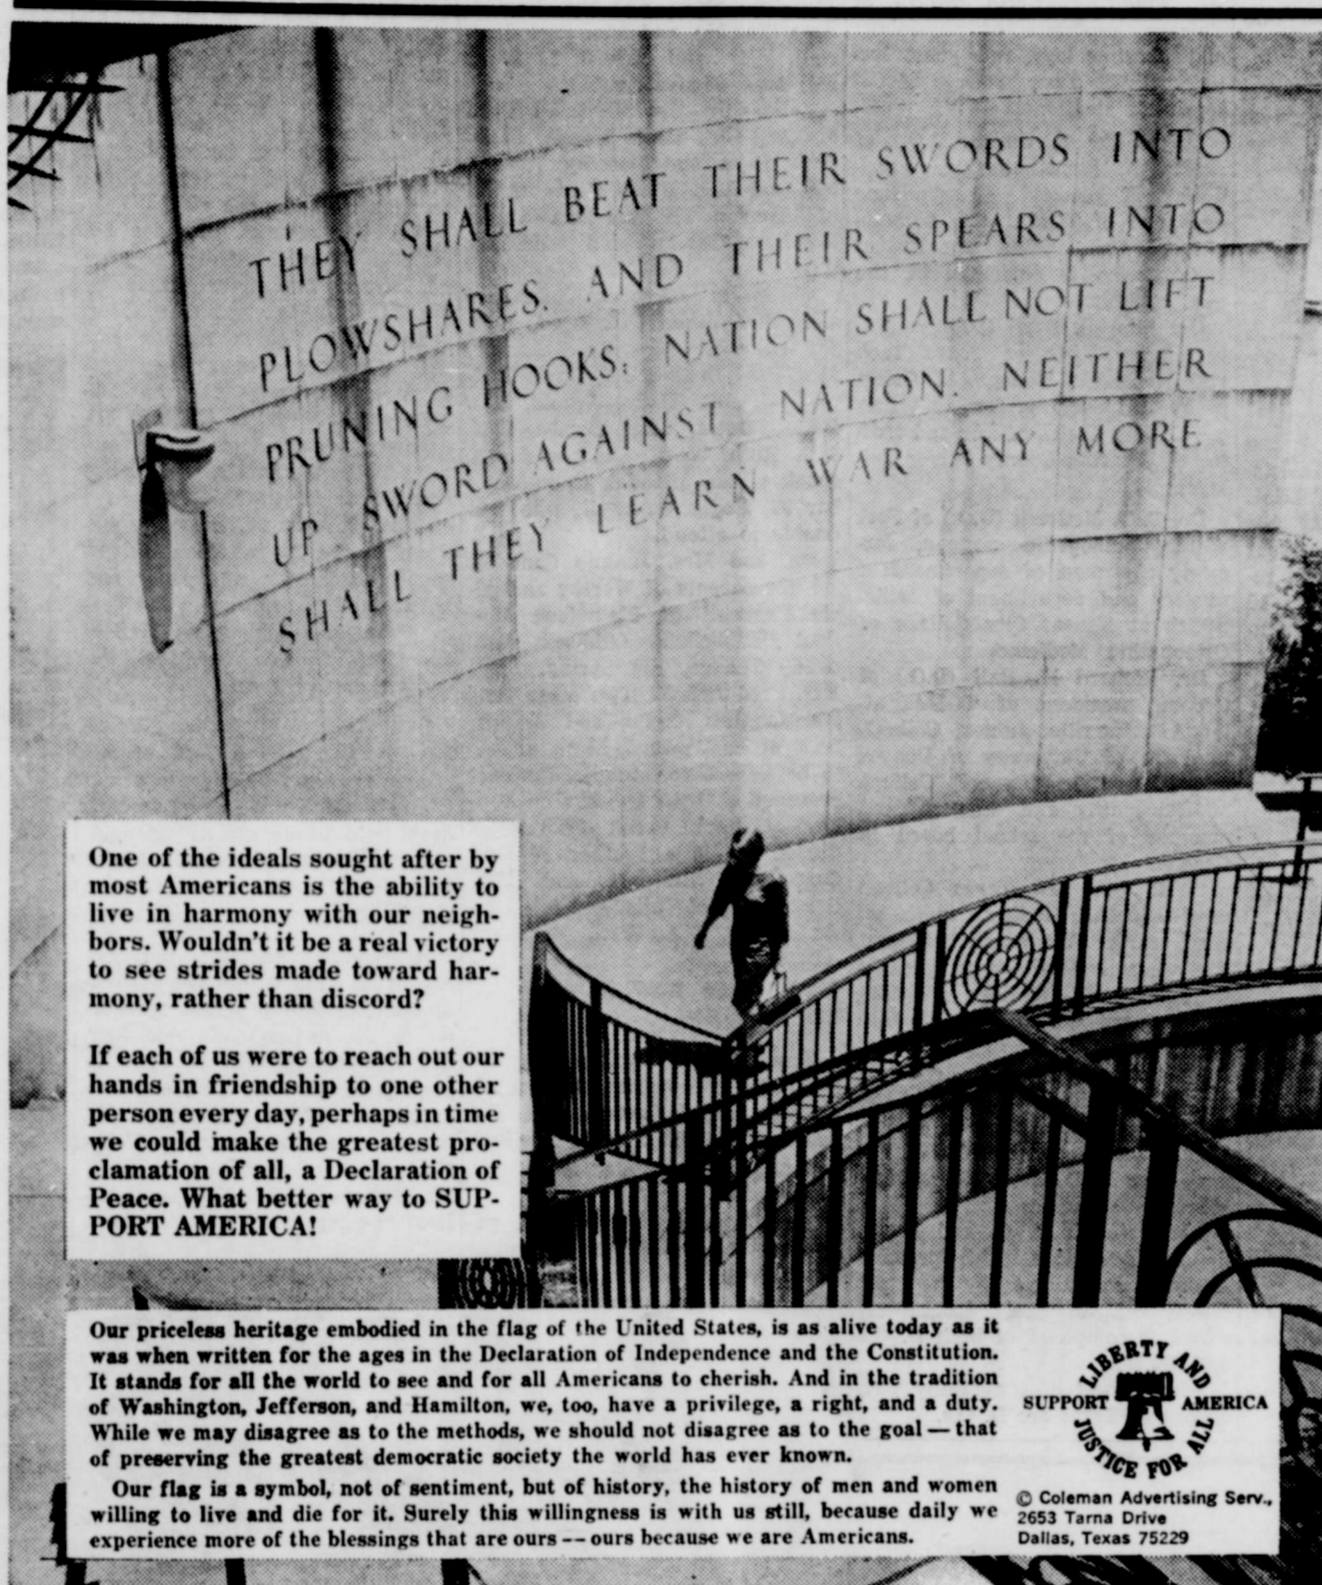 THEY SHALL BEAT THEIR SWORDS INTO
PLOWSHARES. AND THEIR SPEARS INTO
PRUNING HOOKS; NATION SHALL NOT LIFT
UP SWORD AGAINST NATION. NEITHER
SHALL THEY LEARN WAR ANY MORE
One of the ideals sought after by
most Americans is the ability to
live in harmony with our neigh-
bors. Wouldn't it be a real victory
to see strides made toward har-
mony, rather than discord?
If each of us were to reach out our
hands in friendship to one other
person every day, perhaps in time
we could make the greatest pro-
clamation of all, a Declaration of
Peace. What better way to SUP-
PORT AMERICA!
Our priceless heritage embodied in the flag of the United States, is as alive today as it
was when written for the ages in the Declaration of Independence and the Constitution.
It stands for all the world to see and for all Americans to cherish. And in the tradition
of Washington, Jefferson, and Hamilton, we, too, have a privilege, a right, and a duty.
While we may disagree as to the methods, we should not disagree as to the goal — that
of preserving the greatest democratic society the world has ever known.
Our flag is a symbol, not of sentiment, but of history, the history of men and women
willing to live and die for it. Surely this willingness is with us still, because daily we
experience more of the blessings that are ours -- ours because we are Americans.
LIBERTY AND
SUPPORT AMERICA
JUSTICE FOR ALL
© Coleman Advertising Serv.,
2653 Tarna Drive
Dallas, Texas 75229